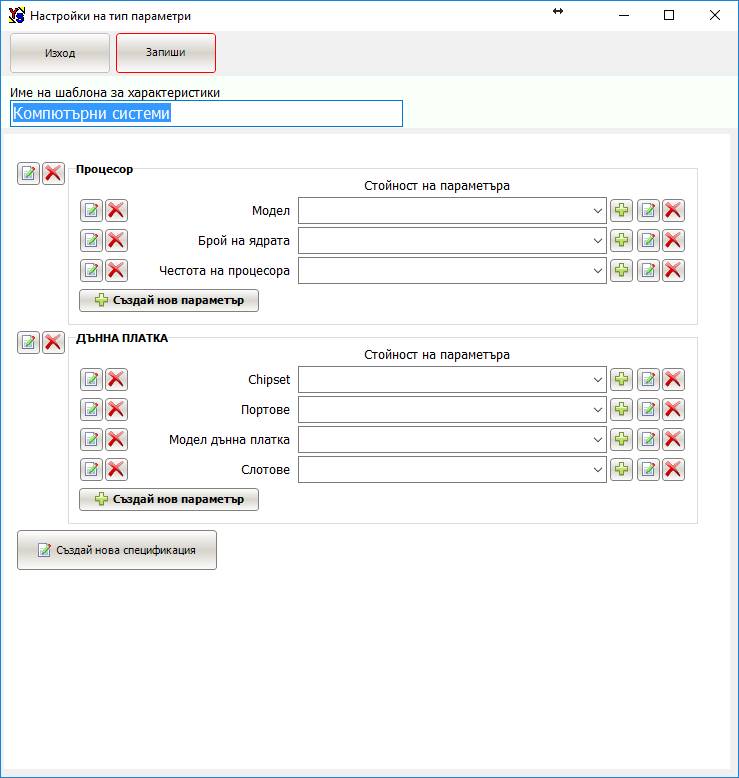 Настройки на тип параметри
Изход
Запиши
Име на шаблона за характеристики
Компютърни системи
Процесор
Стойност на параметъра
Модел
Брой на ядрата
Честота на процесора
Създай нов параметър
ДЪННА ПЛАТКА
Стойност на параметъра
Chipset
Портове
Модел дънна платка
Слотове
Създай нов параметър
Създай нова спецификация